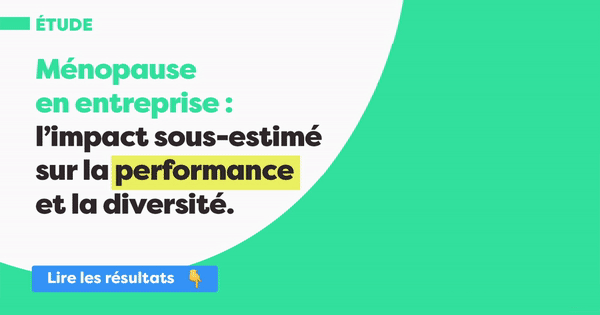 ÉTUDE
Ménopause
en entreprise :
l’impact sous-estimé
sur la performance
et la diversité.
Lire les résultats 👇